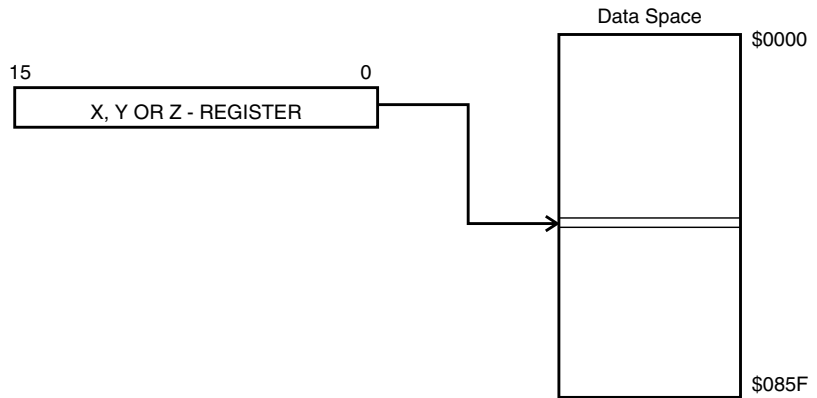 Data Space
$0000
15 0
X, Y OR Z - REGISTER
$085F